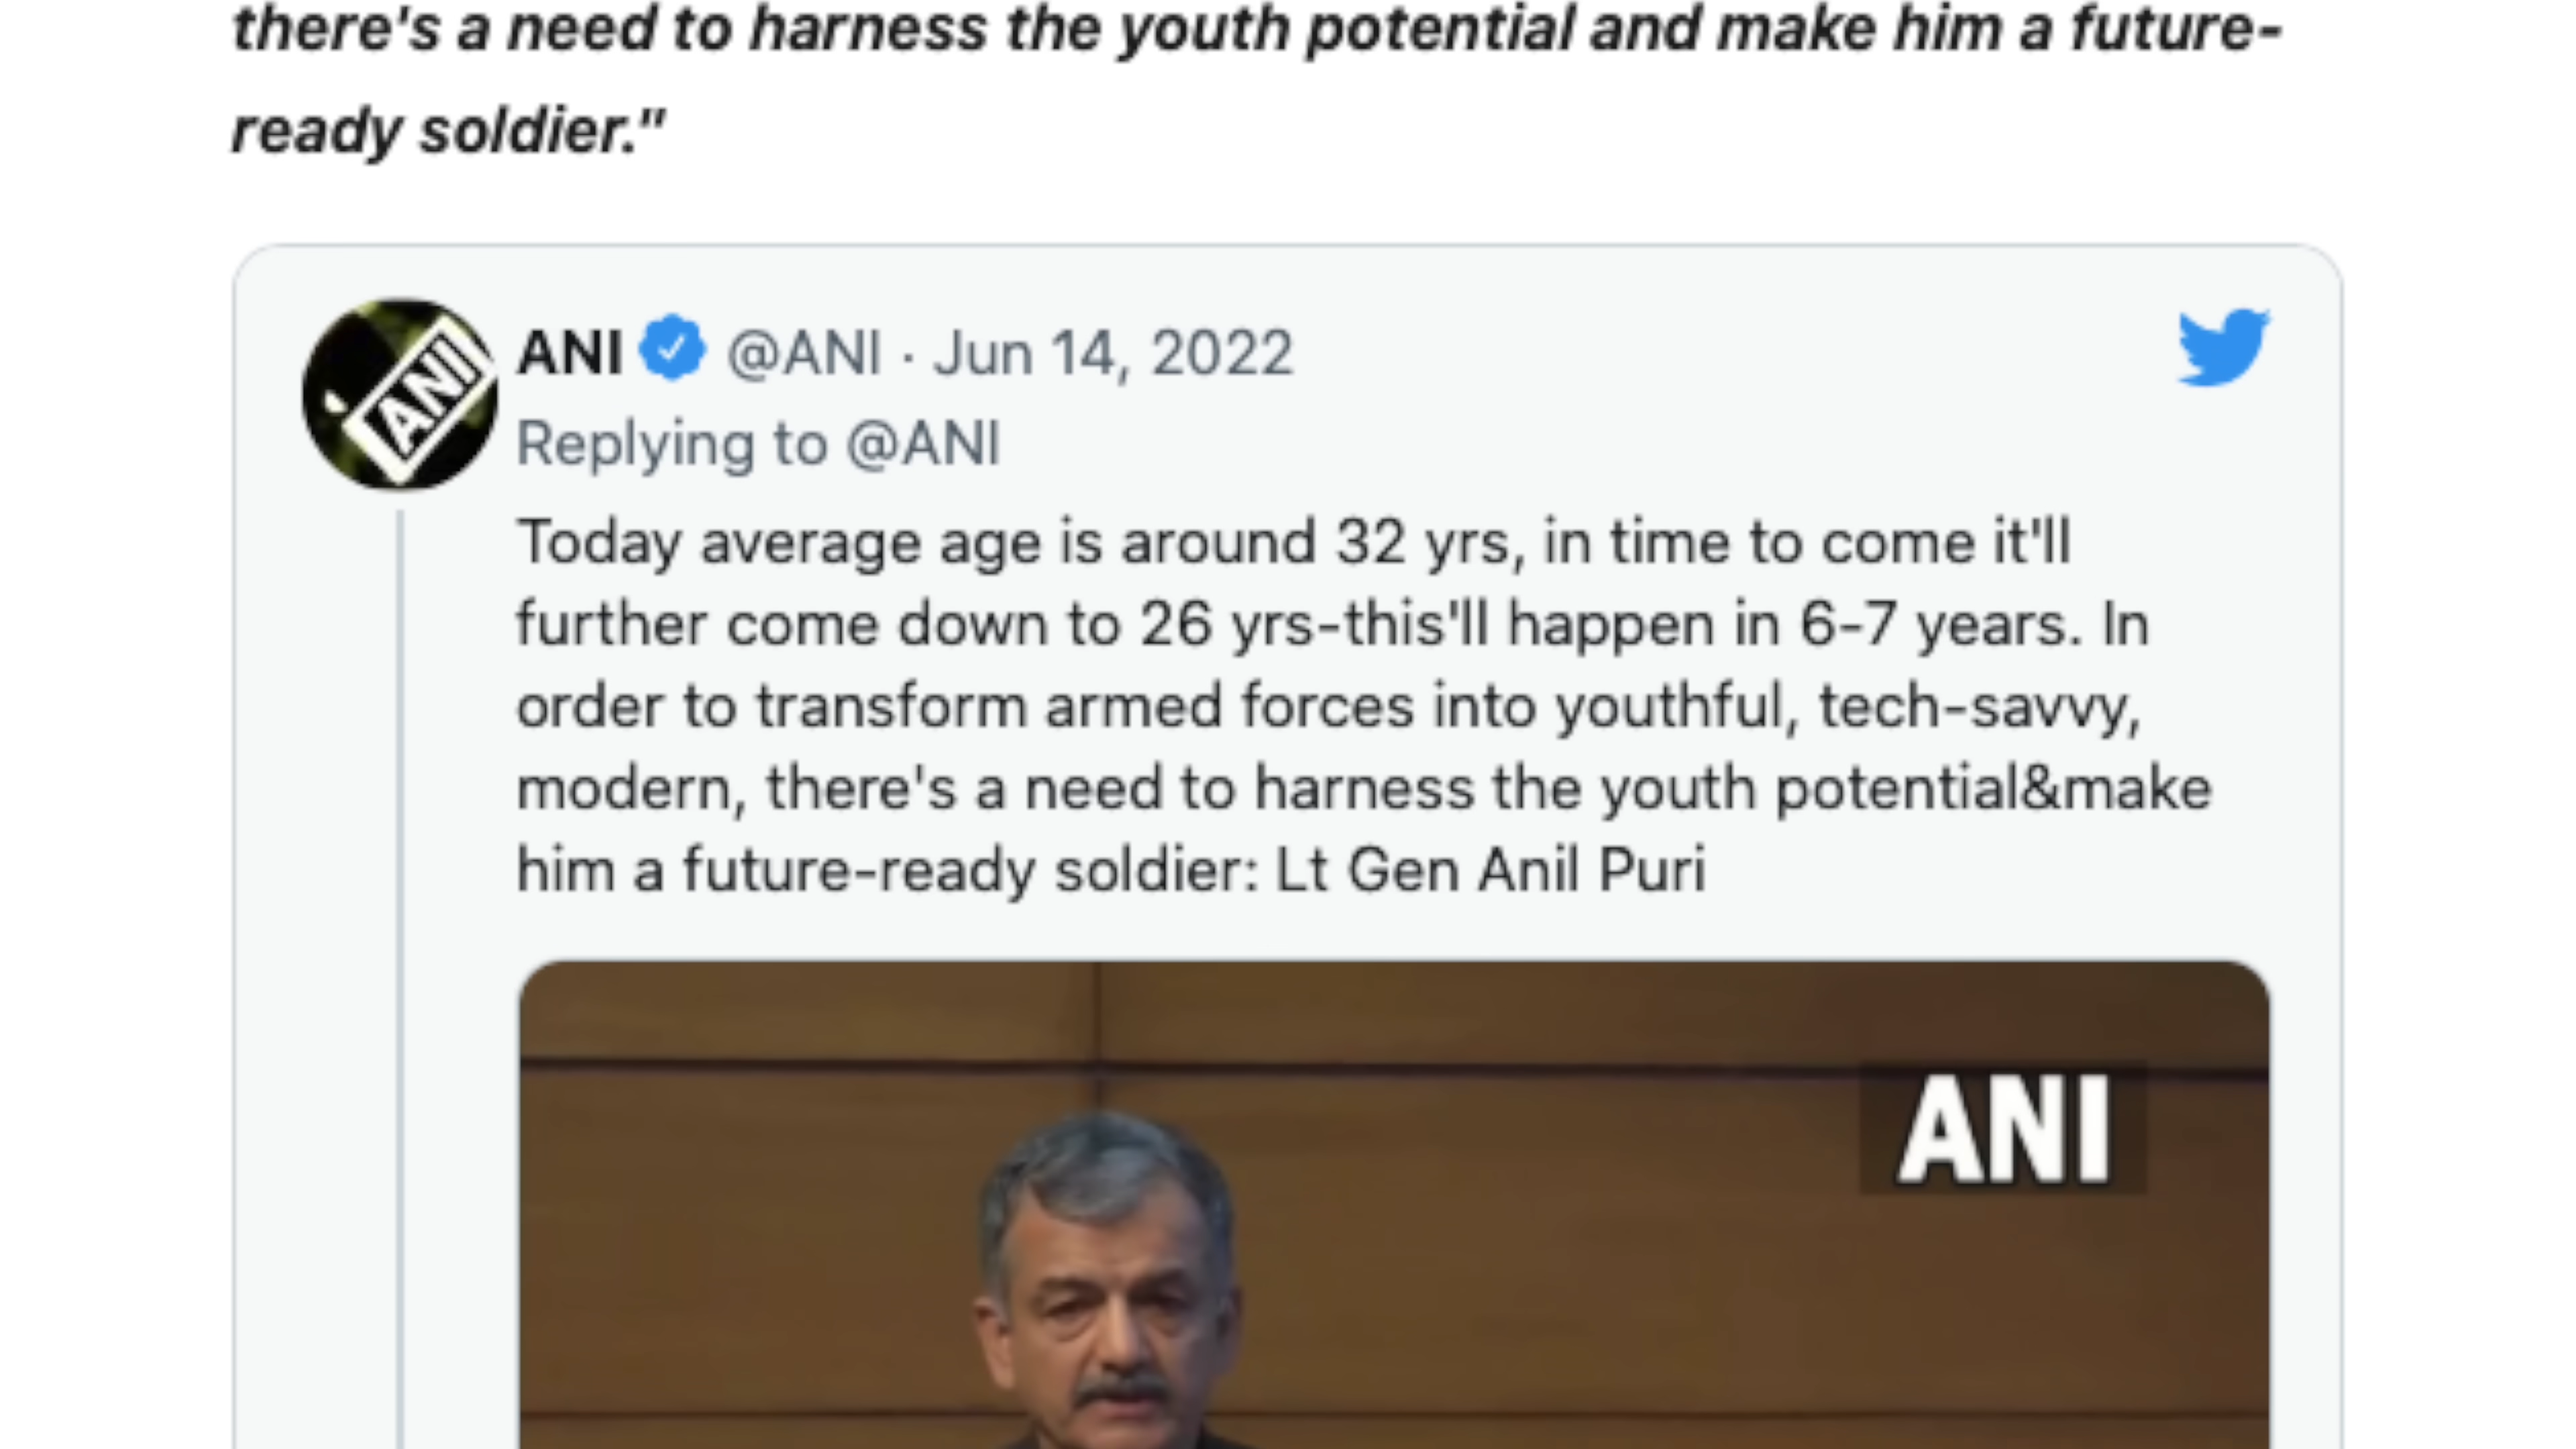 there's a need to harness the youth potential and make him a future-
ready soldier."
ANI @ANI · Jun 14, 2022
Replying to @ANI
ANI
Today average age is around 32 yrs, in time to come it'll
further come down to 26 yrs-this'll happen in 6-7 years. In
order to transform armed forces into youthful, tech-savvy,
modern, there's a need to harness the youth potential&make
him a future-ready soldier: Lt Gen Anil Puri
ANI